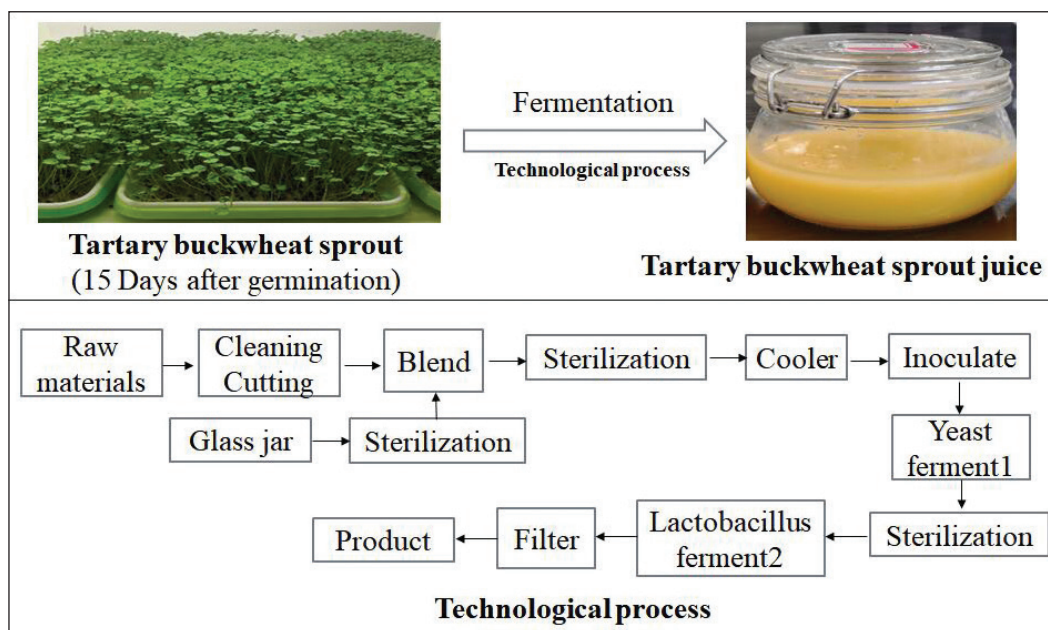 Fermentation
Technological process
Tartary buckwheat sprout
(15 Days after germination)
Tartary buckwheat sprout juice
Raw
materials
Cleaning
Cutting
Blend
Sterilization
Cooler
Inoculate
Glass jar
Sterilization
Yeast
ferment1
Product
Filter
Lactobacillus
ferment2
Sterilization
Technological process